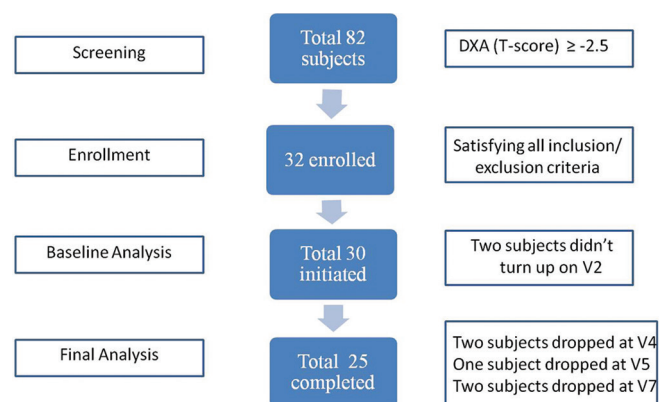 Screening
Total 82
subjects
DXA (T-score) ≥ -2.5
Enrollment
32 enrolled
Satisfying all inclusion/
exclusion criteria
Baseline Analysis
Total 30
initiated
Two subjects didn't
turn up on V2
Final Analysis
Total 25
completed
Two subjects dropped at V4
One subject dropped at V5
Two subjects dropped at V7